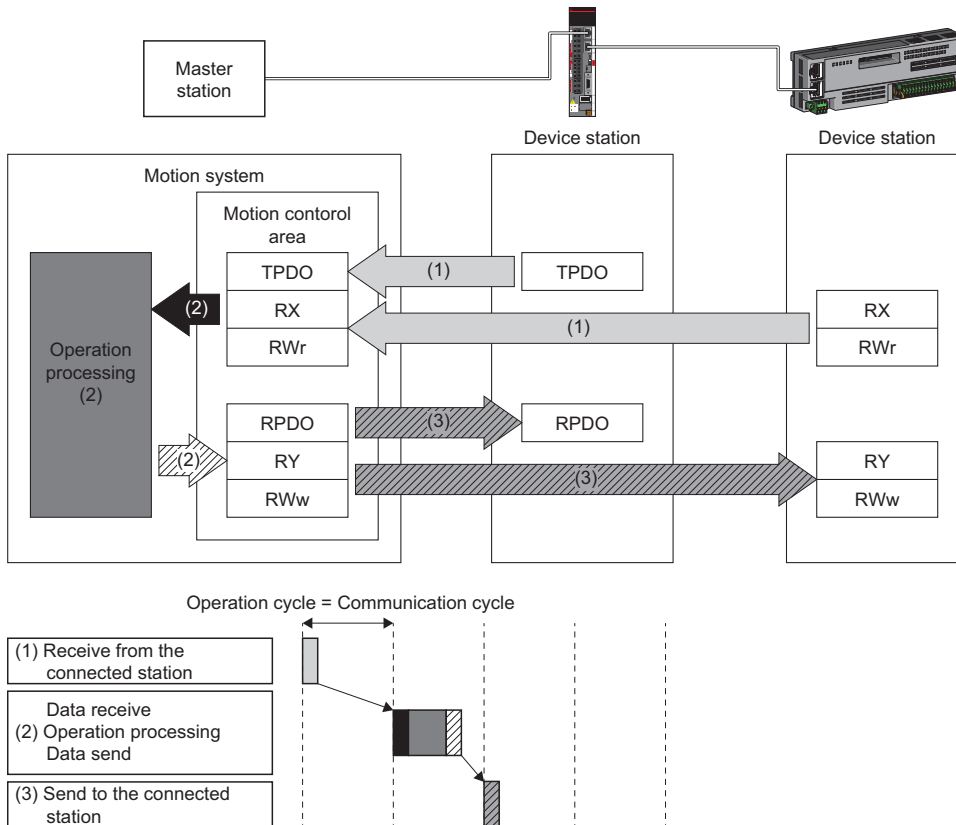 Master
station
Device station
Device station
Motion system
Motion contorol
area
TPDO
RX
RWr
(1)
TPDO
(2)
(1)
RX
RWr
Operation
processing
(2)
RPDO
RY
RWw
(3)
RPDO
(2)
(3)
RY
RWw
Operation cycle = Communication cycle
(1) Receive from the
connected station
Data receive
(2) Operation processing
Data send
(3) Send to the connected
station